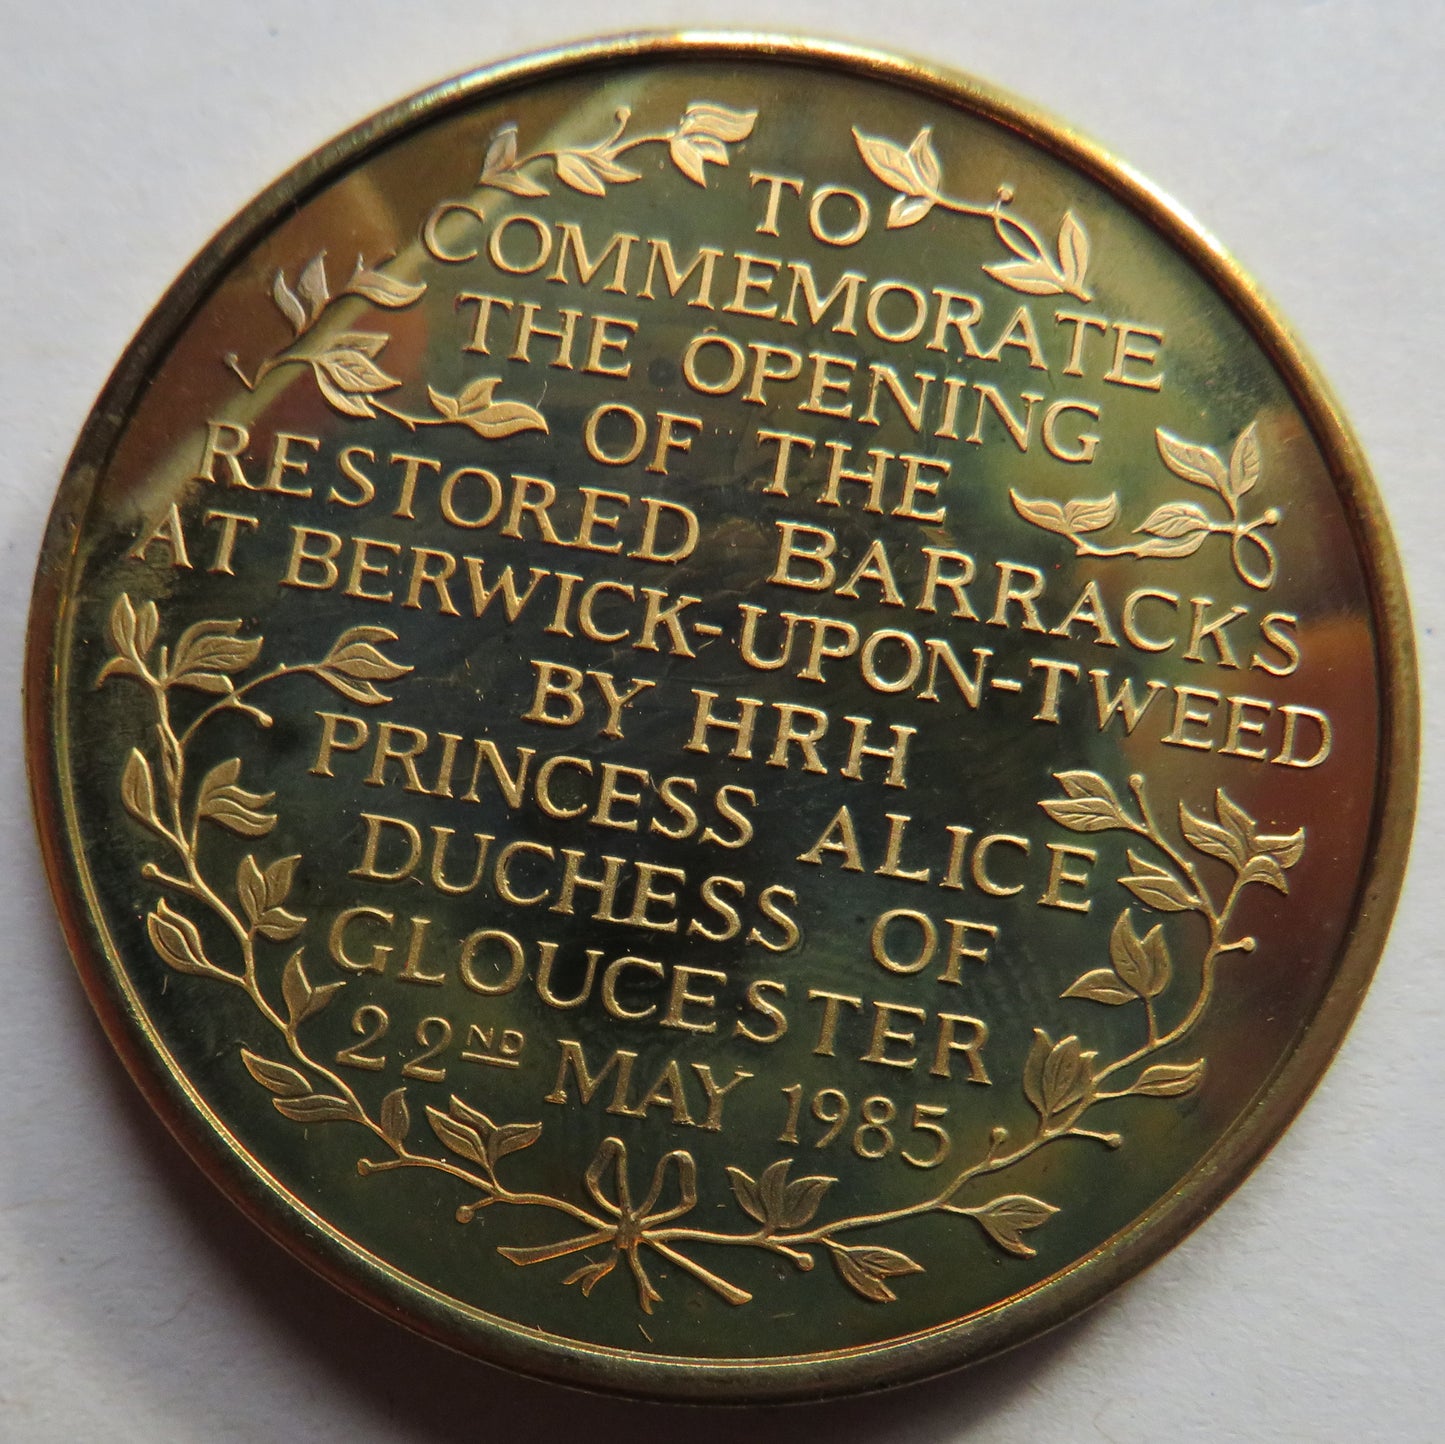 TO
COMMEMORATE
THE OPENING
OF THE
RESTORED BARRACKS
AT BERWICK-UPON-TWEED
BY HRH
PRINCESS ALICE
DUCHESS OF
GLOUCESTER
22ND MAY 1985